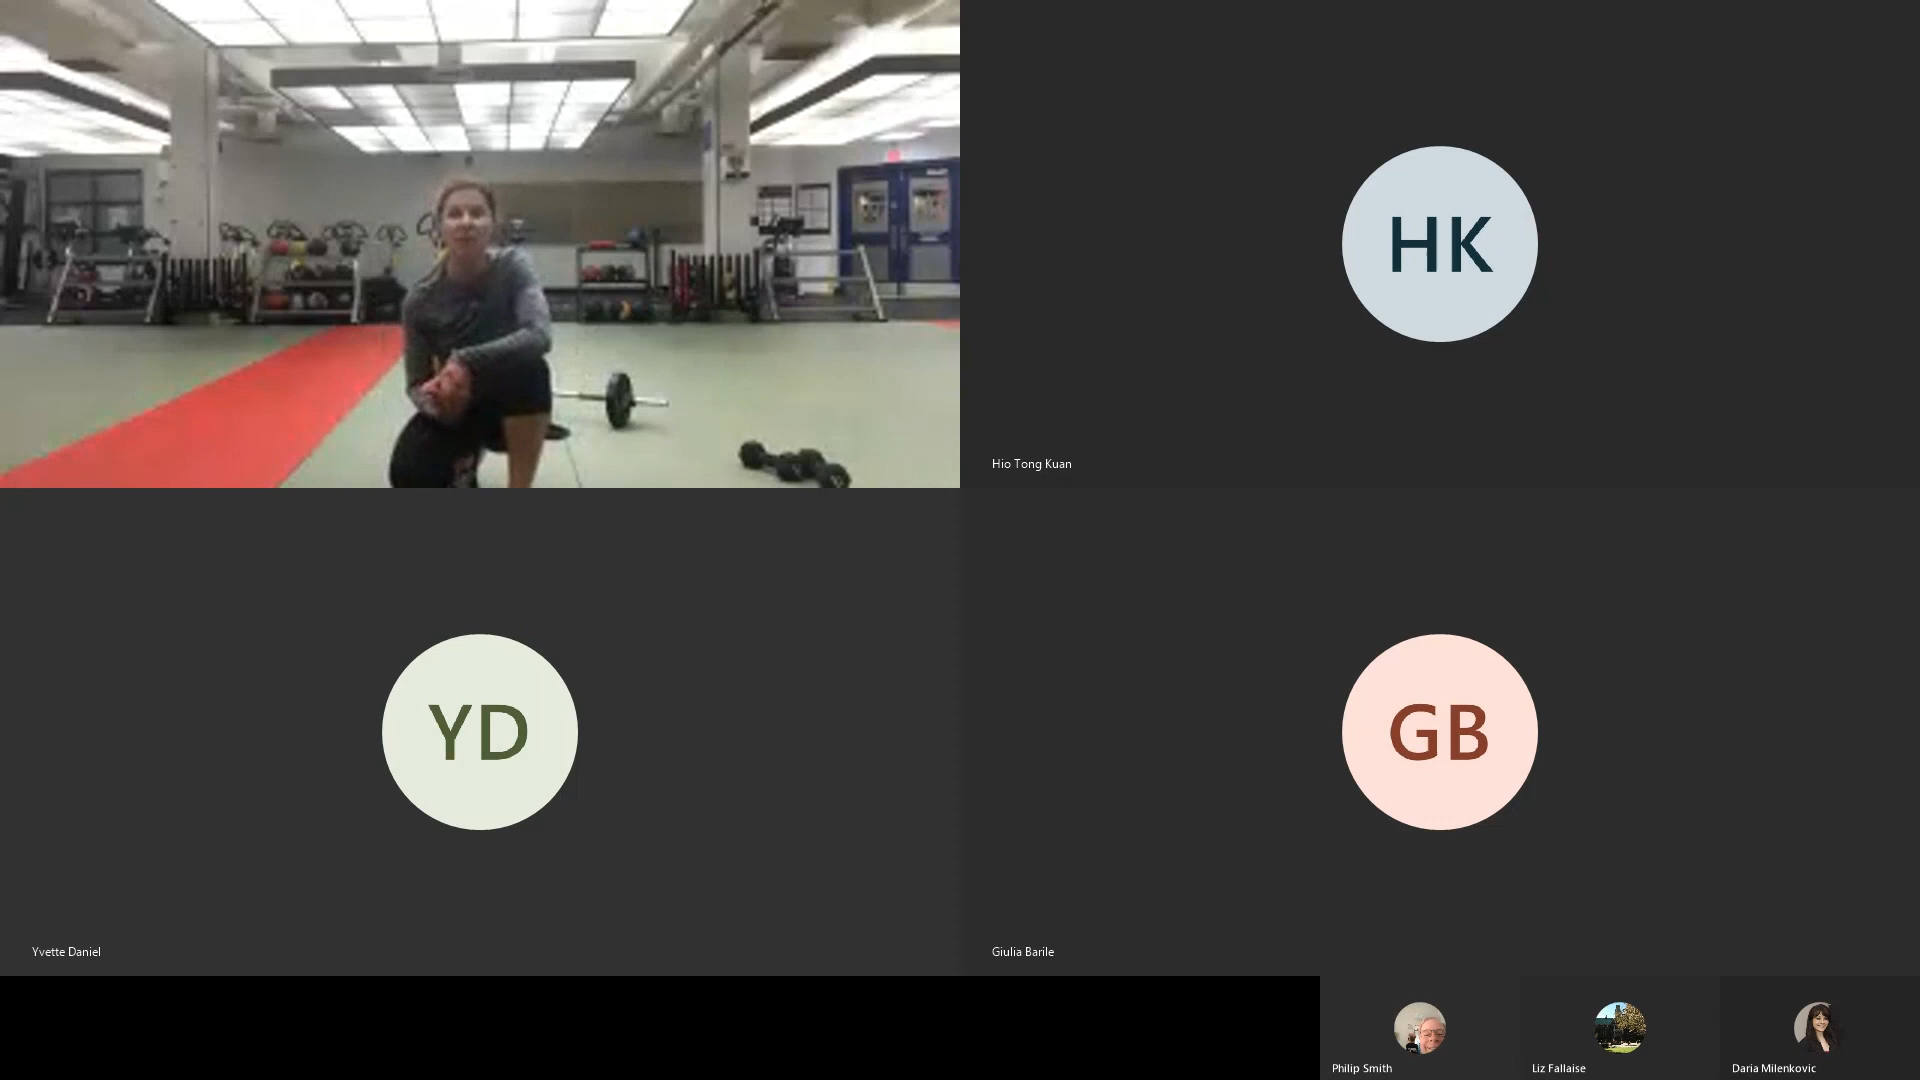 HK
Hio Tong Kuan
YD
GB
Yvette Daniel
Giulia Barile
Philip Smith
Liz Fallaise
Daria Milenkovic